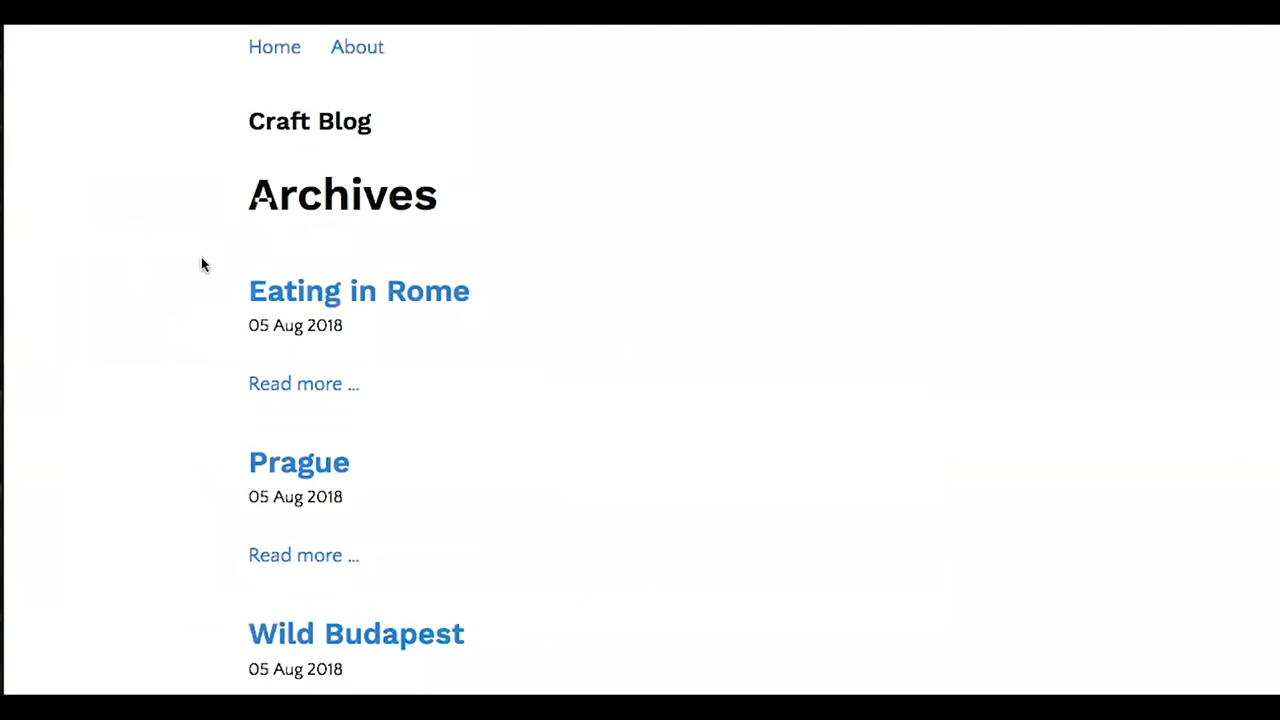 Home About
Craft Blog
Archives
Eating in Rome
05 Aug 2018
Read more ...
Prague
05 Aug 2018
Read more ...
Wild Budapest
05 Aug 2018